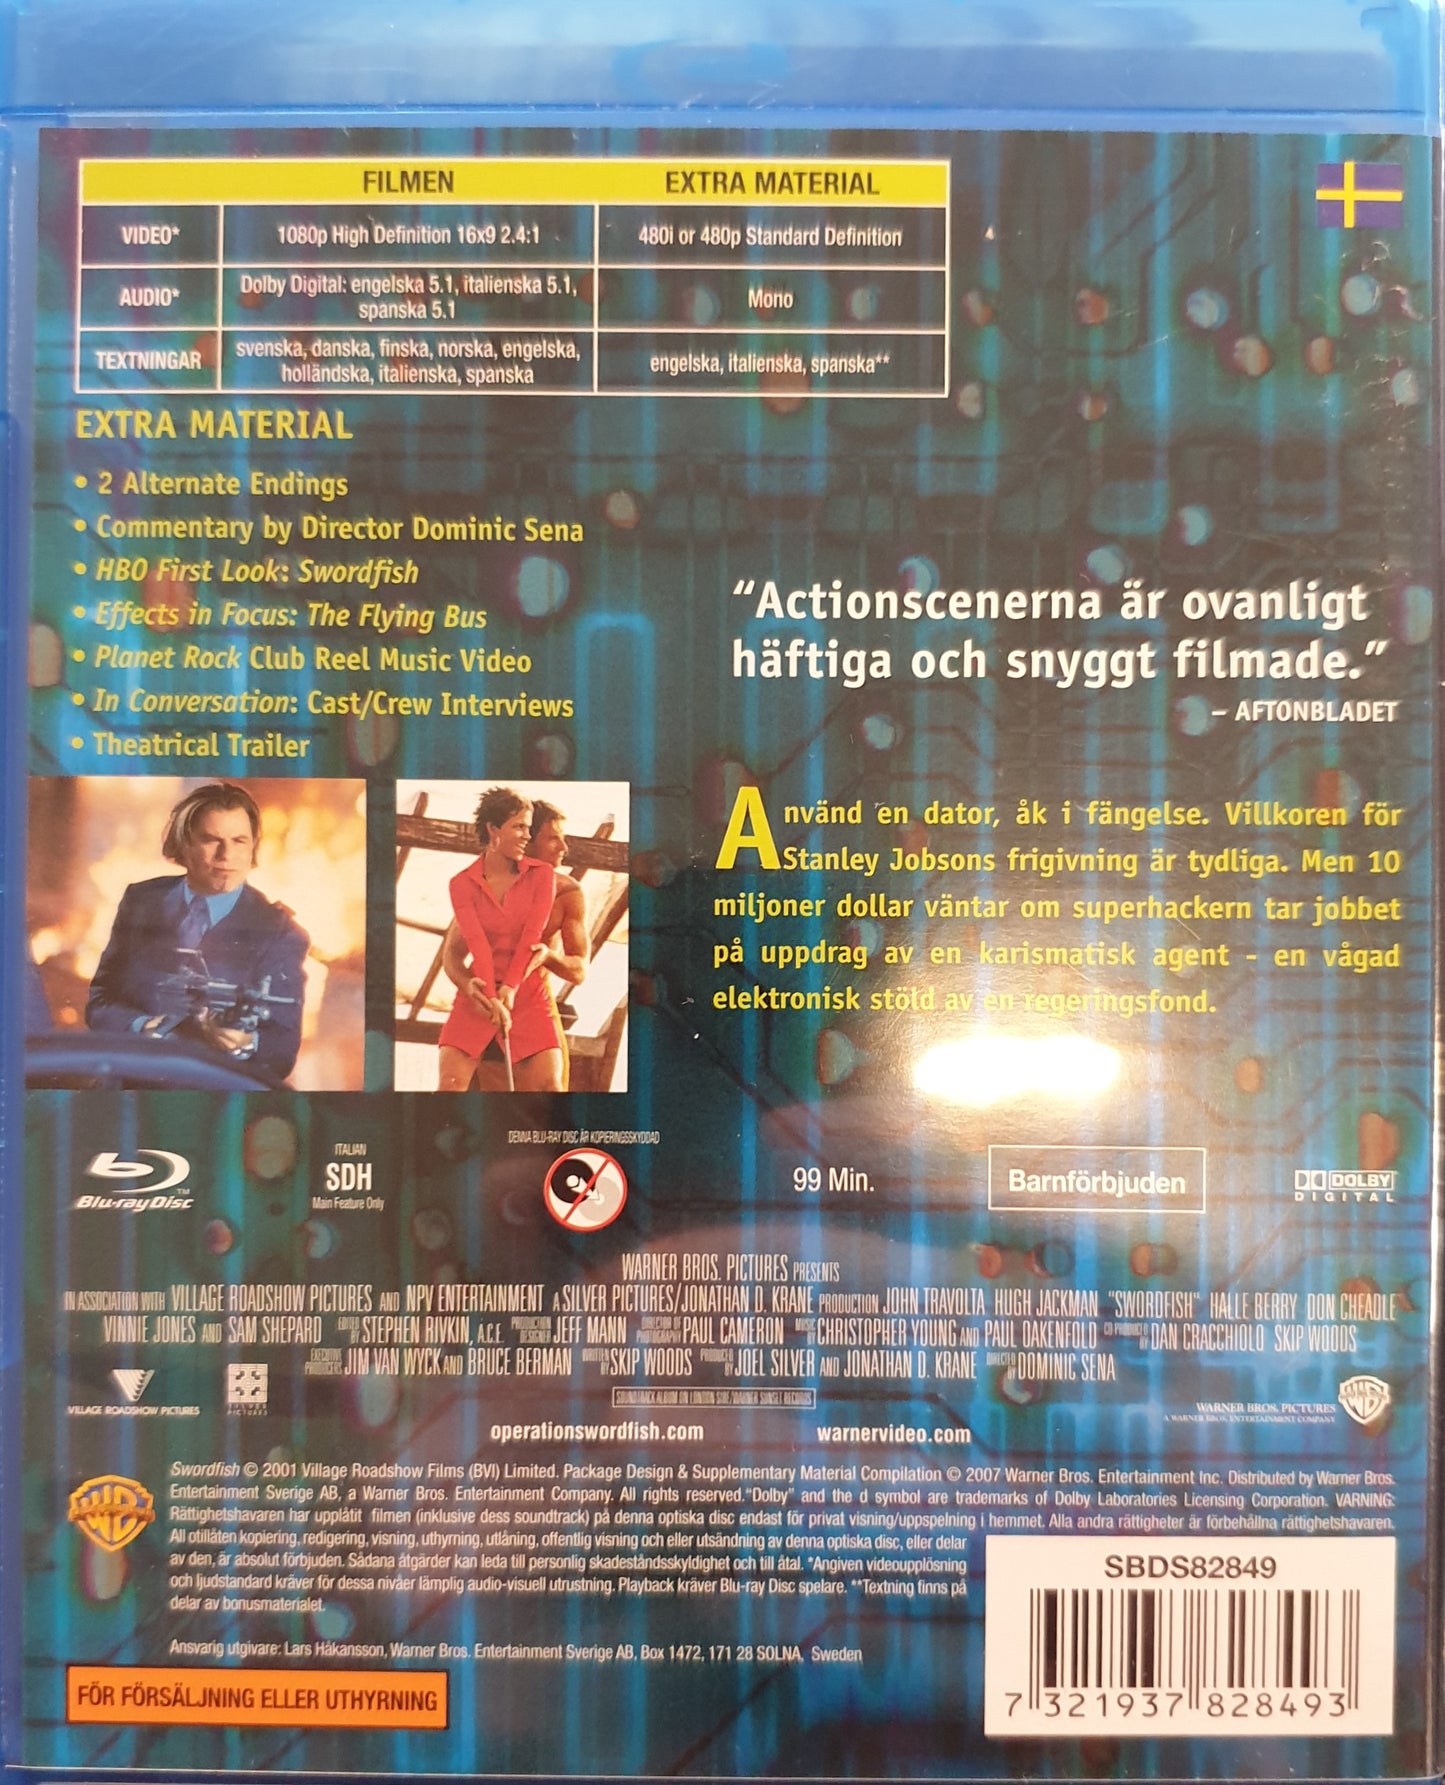 FILMEN EXTRA MATERIAL
VIDEO* 1080p High Definition 16x9 2.4:1 480i or 480p Standard Definition
AUDIO* Dolby Digital: engelska 5.1, italienska 5.1, spanska 5.1 Mono
TEXTNINGAR svenska, danska, finska, norska, engelska, holländska, italienska, spanska engelska, italienska, spanska**
EXTRA MATERIAL
• 2 Alternate Endings
• Commentary by Director Dominic Sena
• HBO First Look: Swordfish
• Effects in Focus: The Flying Bus
• Planet Rock Club Reel Music Video
• In Conversation: Cast/Crew Interviews
• Theatrical Trailer
“Actionscenerna är ovanligt
häftiga och snyggt filmade.”
– AFTONBLADET
Använd en dator, åk i fängelse. Villkoren för
Stanley Jobsons frigivning är tydliga. Men 10
miljoner dollar väntar om superhackern tar jobbet
på uppdrag av en karismatisk agent - en vågad
elektronisk stöld av en regeringsfond.
Blu-ray Disc™
ITALIAN
SDH
Main Feature Only
DENNA BLU-RAY DISC ÄR KOPIERINGSSKYDDAD
99 Min.
Barnförbjuden
DOLBY
DIGITAL
WARNER BROS. PICTURES PRESENTS
IN ASSOCIATION WITH VILLAGE ROADSHOW PICTURES AND NPV ENTERTAINMENT A SILVER PICTURES/JONATHAN D. KRANE PRODUCTION JOHN TRAVOLTA HUGH JACKMAN "SWORDFISH" HALLE BERRY DON CHEADLE
VINNIE JONES AND SAM SHEPARD EDITED BY STEPHEN RIVKIN, A.C.E. PRODUCTION DESIGNER JEFF MANN DIRECTOR OF PHOTOGRAPHY PAUL CAMERON MUSIC BY CHRISTOPHER YOUNG AND PAUL OAKENFOLD CO-PRODUCED BY DAN CRACCHIOLO SKIP WOODS
EXECUTIVE PRODUCERS JIM VAN WYCK AND BRUCE BERMAN WRITTEN BY SKIP WOODS PRODUCED BY JOEL SILVER AND JONATHAN D. KRANE DIRECTED BY DOMINIC SENA
VILLAGE ROADSHOW PICTURES
SILVER
PICTURES
SOUNDTRACK ALBUM ON LONDON SIRE/WARNER SUNSET RECORDS
WARNER BROS. PICTURES
A WARNER BROS. ENTERTAINMENT COMPANY
WB
operationswordfish.com warnervideo.com
WB
Swordfish © 2001 Village Roadshow Films (BVI) Limited. Package Design & Supplementary Material Compilation © 2007 Warner Bros. Entertainment Inc. Distributed by Warner Bros.
Entertainment Sverige AB, a Warner Bros. Entertainment Company. All rights reserved."Dolby" and the d symbol are trademarks of Dolby Laboratories Licensing Corporation. VARNING:
Rättighetshavaren har upplåtit filmen (inklusive dess soundtrack) på denna optiska disc endast för privat visning/uppspelning i hemmet. Alla andra rättigheter är förbehållna rättighetshavaren.
All otillåten kopiering, redigering, visning, uthyrning, utlåning, offentlig visning och eller utsändning av denna optiska disc, eller delar
av den, är absolut förbjuden. Sådana åtgärder kan leda till personlig skadeståndsskyldighet och till åtal. *Angiven videoupplösning
och ljudstandard kräver för dessa nivåer lämplig audio-visuell utrustning. Playback kräver Blu-ray Disc spelare. **Textning finns på
delar av bonusmaterialet.
Ansvarig utgivare: Lars Håkansson, Warner Bros. Entertainment Sverige AB, Box 1472, 171 28 SOLNA, Sweden
FÖR FÖRSÄLJNING ELLER UTHYRNING
SBDS82849
7 321937 828493